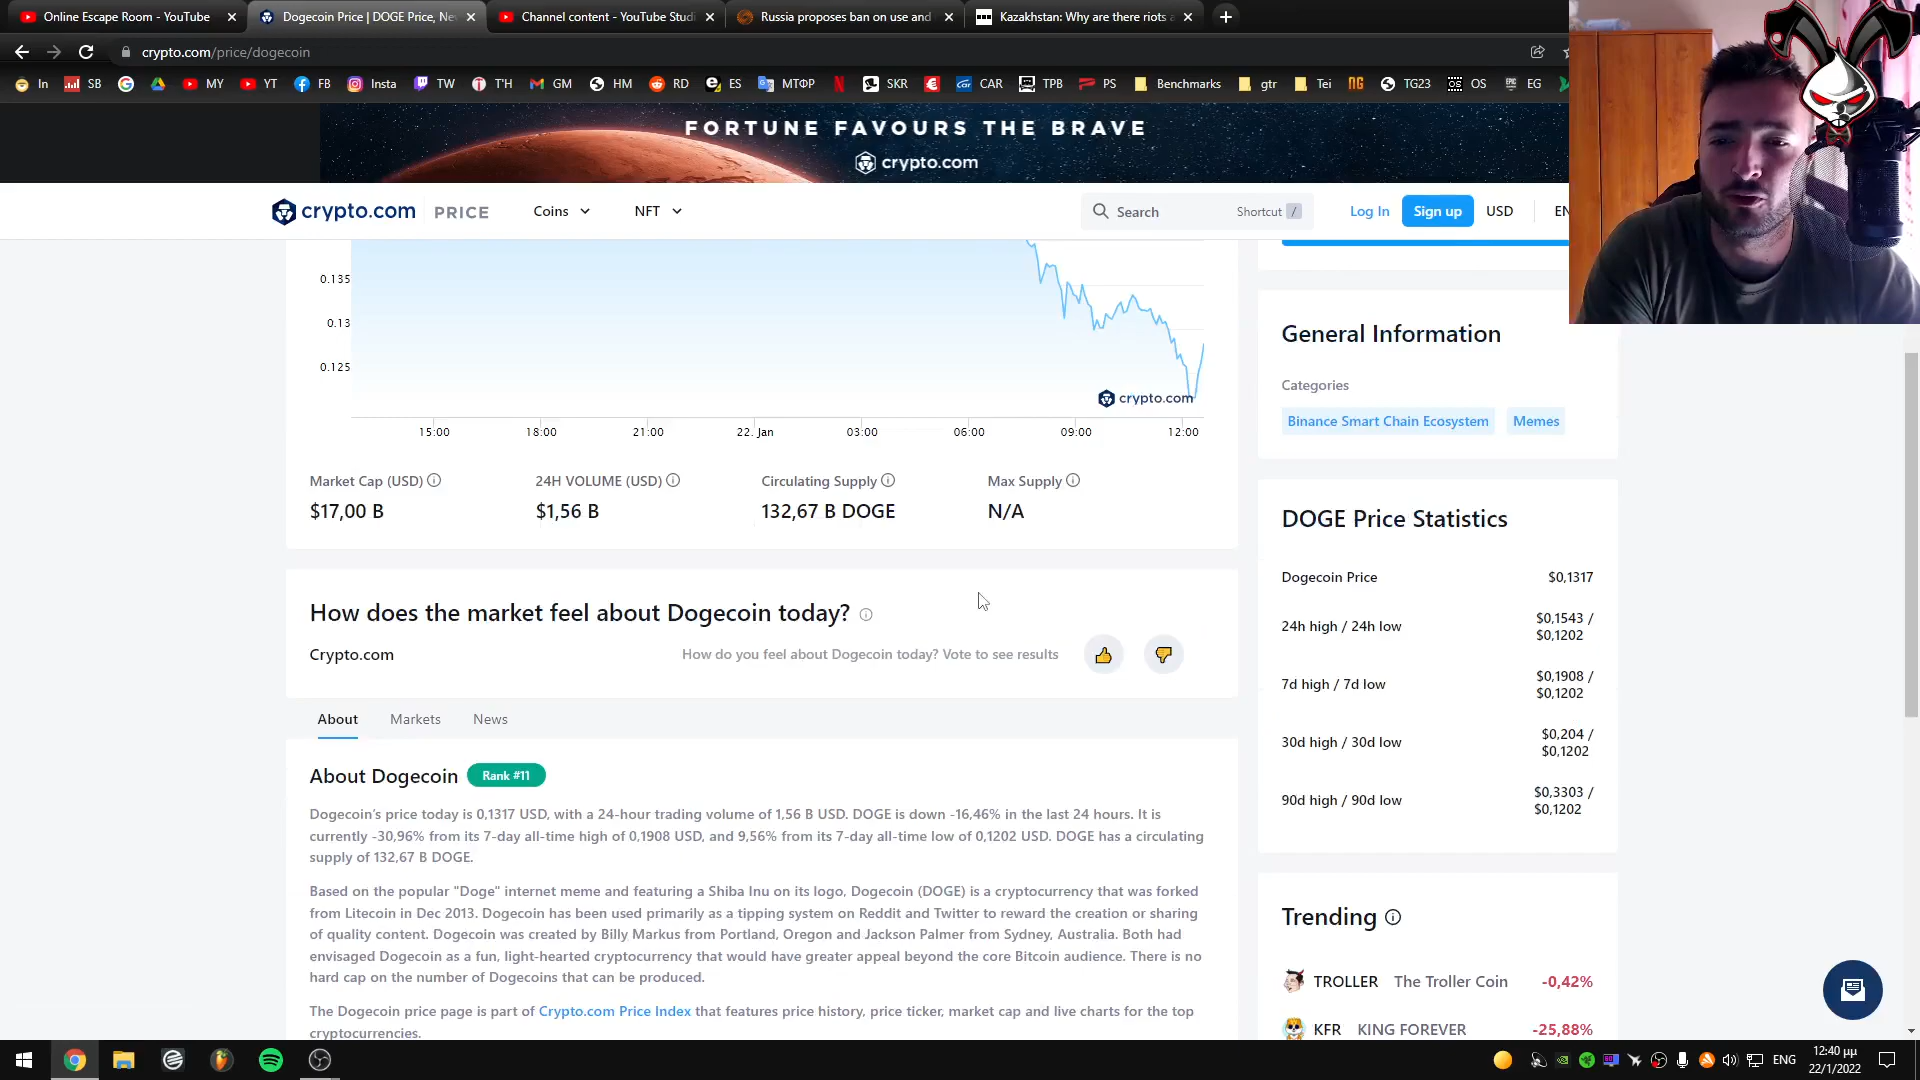 Online Escape Room - YouTube
Dogecoin Price | DOGE Price, Ne
Channel content - YouTube Studi
Russia proposes ban on use and
Kazakhstan: Why are there riots a
crypto.com/price/dogecoin
In SB MY YT FB Insta TW T'H GM HM RD ES ΜΤΦΡ SKR CAR TPB PS Benchmarks gtr Tei NG TG23 OS EG
FORTUNE FAVOURS THE BRAVE
crypto.com
crypto.com PRICE Coins NFT Search Shortcut / Log In Sign up USD EN
0.135
0.13
0.125
crypto.com
15:00 18:00 21:00 22. Jan 03:00 06:00 09:00 12:00
Market Cap (USD) 24H VOLUME (USD) Circulating Supply Max Supply
$17,00 B $1,56 B 132,67 B DOGE N/A
How does the market feel about Dogecoin today?
Crypto.com How do you feel about Dogecoin today? Vote to see results
About Markets News
About Dogecoin Rank #11
Dogecoin's price today is 0,1317 USD, with a 24-hour trading volume of 1,56 B USD. DOGE is down -16,46% in the last 24 hours. It is
currently -30,96% from its 7-day all-time high of 0,1908 USD, and 9,56% from its 7-day all-time low of 0,1202 USD. DOGE has a circulating
supply of 132,67 B DOGE.
Based on the popular "Doge" internet meme and featuring a Shiba Inu on its logo, Dogecoin (DOGE) is a cryptocurrency that was forked
from Litecoin in Dec 2013. Dogecoin has been used primarily as a tipping system on Reddit and Twitter to reward the creation or sharing
of quality content. Dogecoin was created by Billy Markus from Portland, Oregon and Jackson Palmer from Sydney, Australia. Both had
envisaged Dogecoin as a fun, light-hearted cryptocurrency that would have greater appeal beyond the core Bitcoin audience. There is no
hard cap on the number of Dogecoins that can be produced.
The Dogecoin price page is part of Crypto.com Price Index that features price history, price ticker, market cap and live charts for the top
cryptocurrencies.
General Information
Categories
Binance Smart Chain Ecosystem Memes
DOGE Price Statistics
Dogecoin Price $0,1317
24h high / 24h low $0,1543 /
$0,1202
7d high / 7d low $0,1908 /
$0,1202
30d high / 30d low $0,204 /
$0,1202
90d high / 90d low $0,3303 /
$0,1202
Trending
TROLLER The Troller Coin -0,42%
KFR KING FOREVER -25,88%
ENG
12:40 μμ
22/1/2022